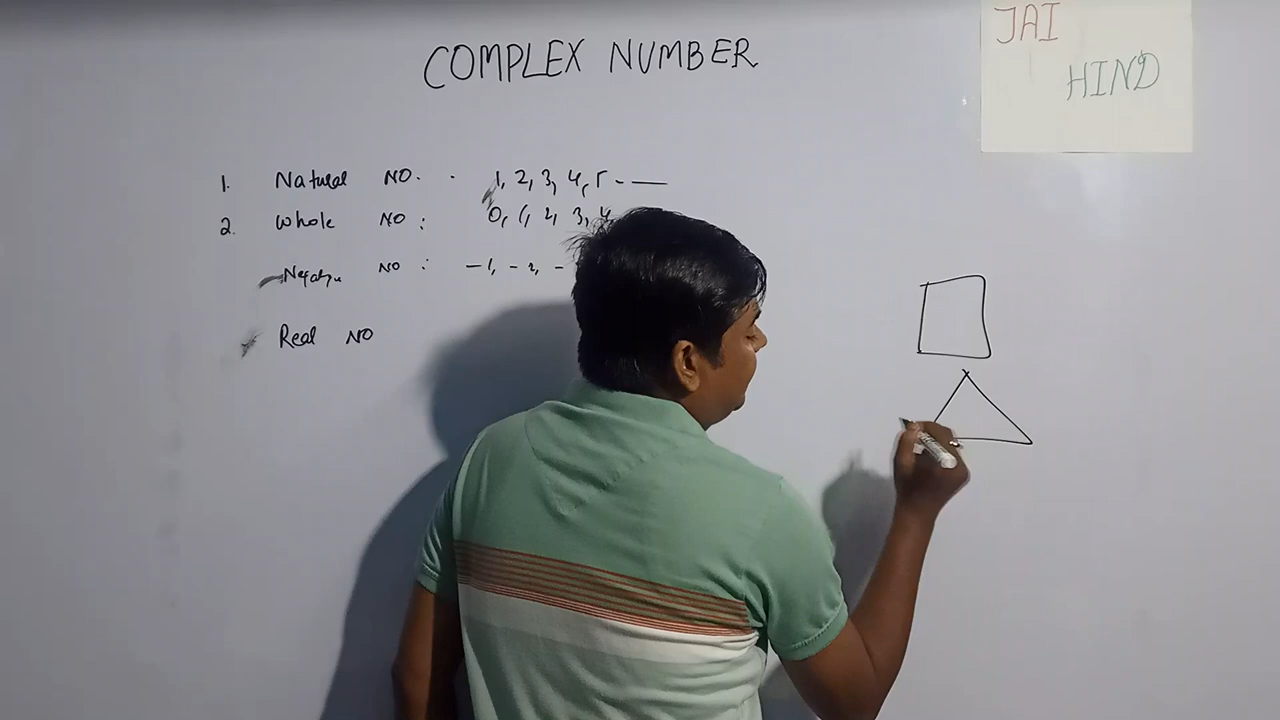 COMPLEX NUMBER
JAI
HIND
1. Natural NO. . 1, 2, 3, 4, 5 - —
2. Whole NO : 0, 1, 2, 3, 4
NO : -1, -2, -
Real NO